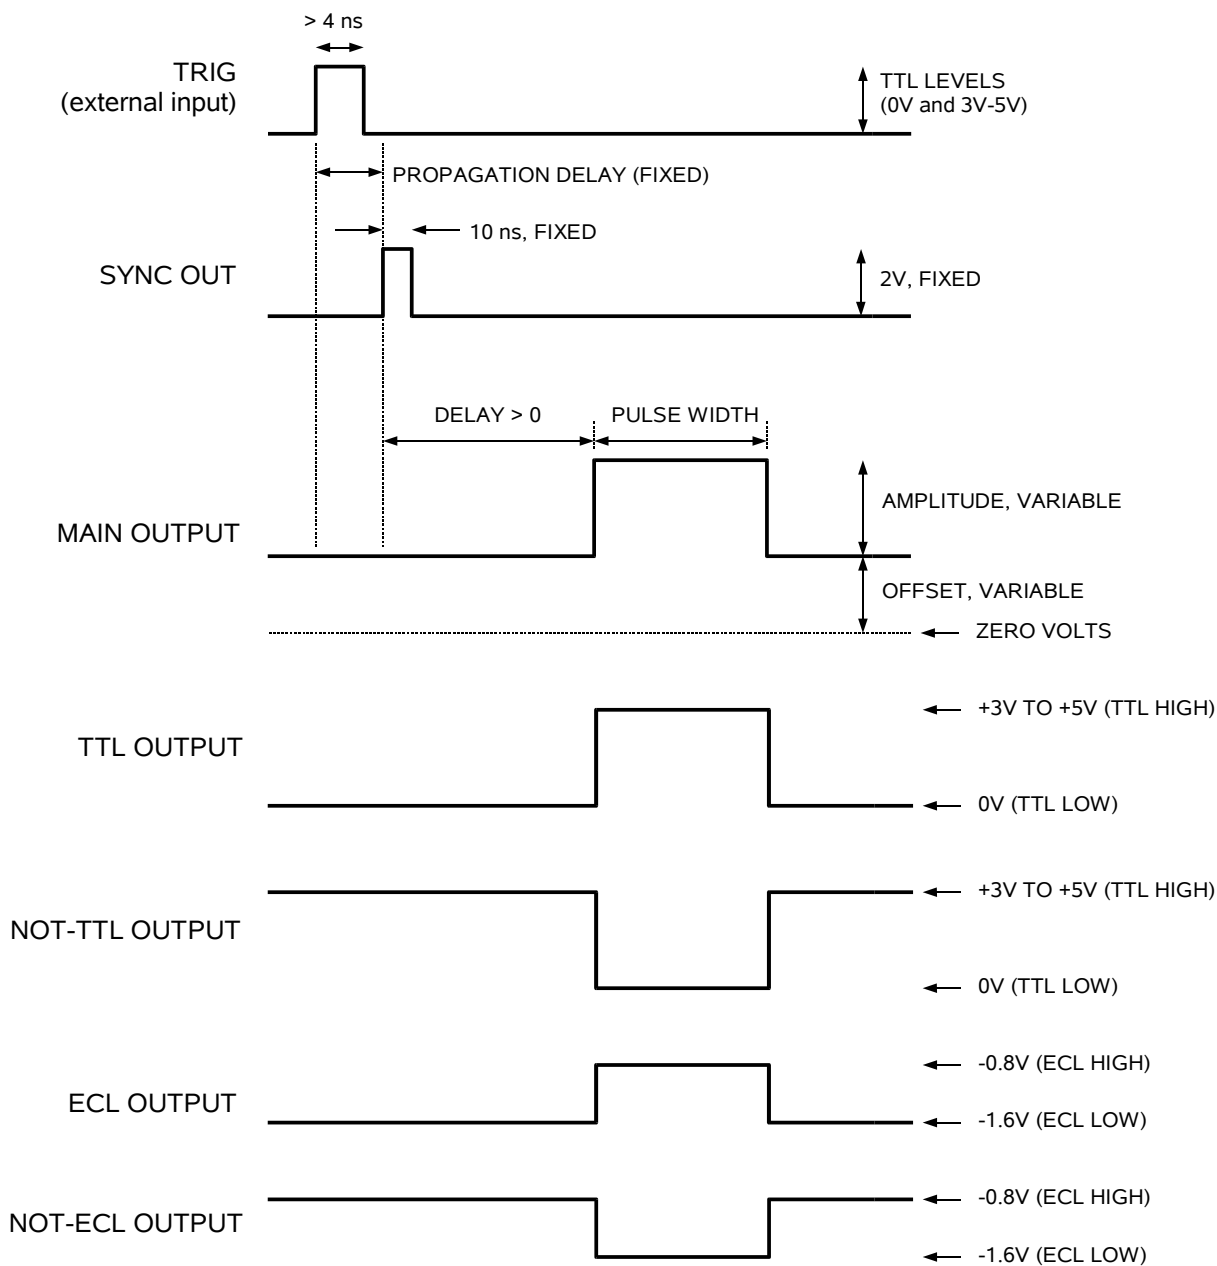 > 4 ns
TRIG
(external input)
TTL LEVELS
(0V and 3V-5V)
PROPAGATION DELAY (FIXED)
10 ns, FIXED
SYNC OUT
2V, FIXED
DELAY > 0
PULSE WIDTH
MAIN OUTPUT
AMPLITUDE, VARIABLE
OFFSET, VARIABLE
ZERO VOLTS
TTL OUTPUT
+3V TO +5V (TTL HIGH)
0V (TTL LOW)
NOT-TTL OUTPUT
+3V TO +5V (TTL HIGH)
0V (TTL LOW)
ECL OUTPUT
-0.8V (ECL HIGH)
-1.6V (ECL LOW)
NOT-ECL OUTPUT
-0.8V (ECL HIGH)
-1.6V (ECL LOW)